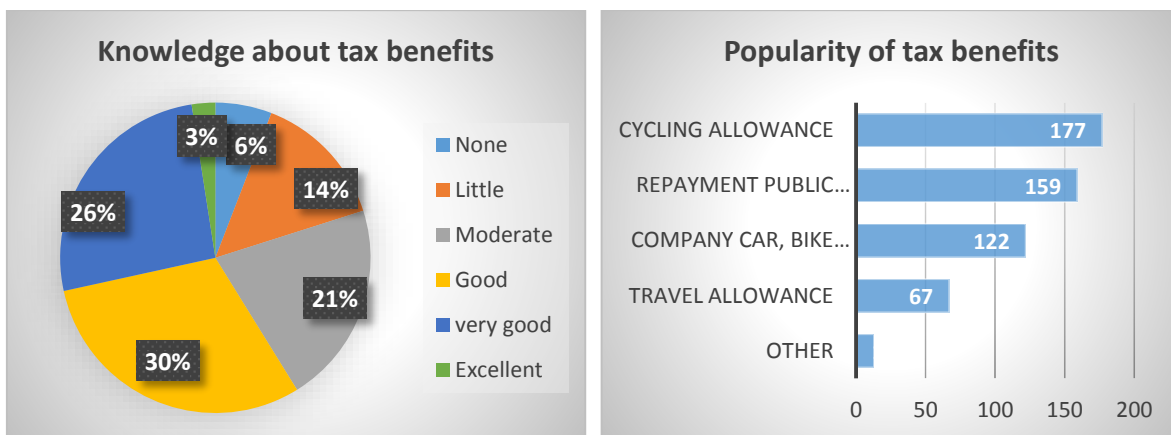 Knowledge about tax benefits
3%
6%
14%
26%
21%
30%
None
Little
Moderate
Good
very good
Excellent
Popularity of tax benefits
CYCLING ALLOWANCE
177
REPAYMENT PUBLIC...
159
COMPANY CAR, BIKE...
122
TRAVEL ALLOWANCE
67
OTHER
0 50 100 150 200